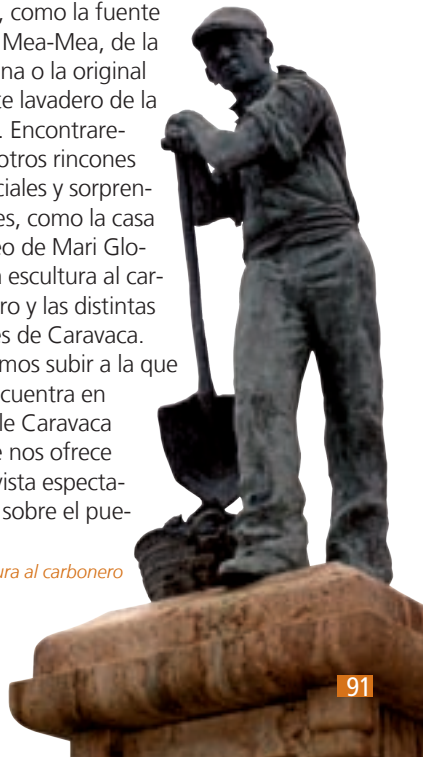 , como la fuente
Mea-Mea, de la
na o la original
te lavadero de la
. Encontrare-
otros rincones
ciales y sorpren-
es, como la casa
eo de Mari Glo-
a escultura al car-
ro y las distintas
es de Caravaca.
mos subir a la que
cuentra en
le Caravaca
e nos ofrece
vista especta-
sobre el pue-
ura al carbonero
91